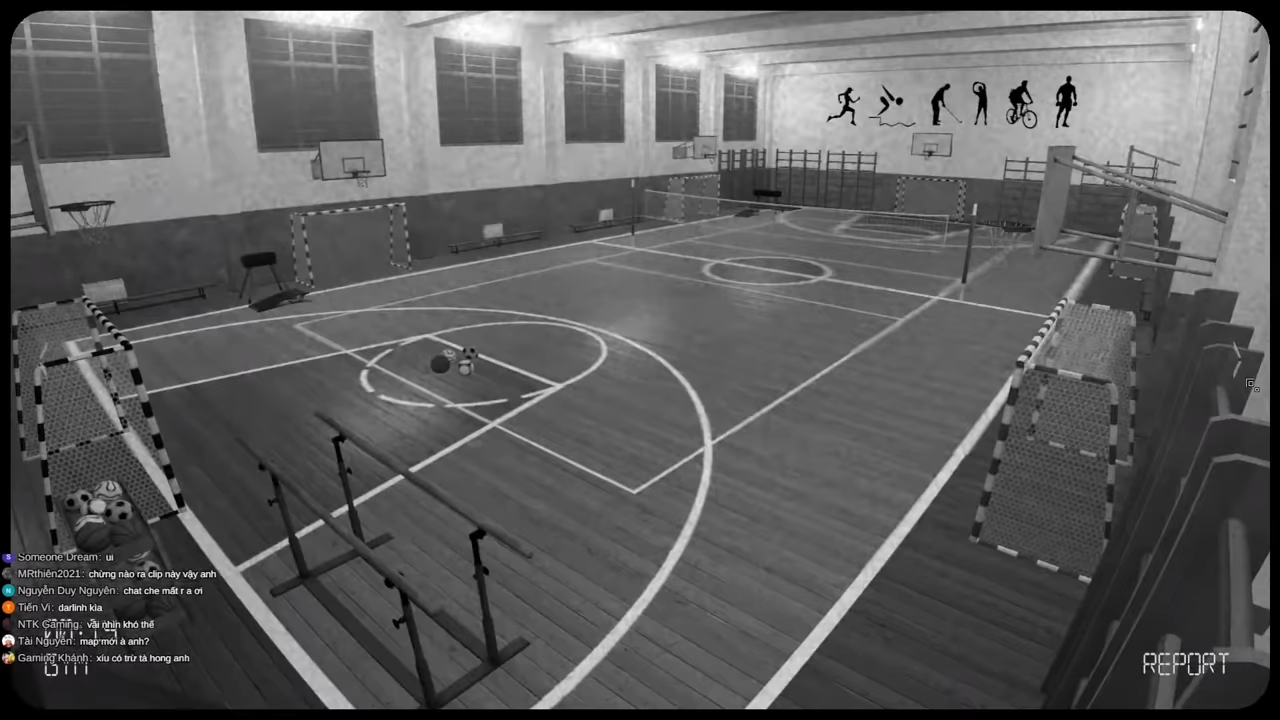 Someone Dream: ui
MRthiên2021: chừng nào ra clip này vậy anh
Nguyễn Duy Nguyên: chat che mất r a ơi
Tiến Vi: darlinh kìa
NTK Gaming: vãi nhìn khó thế
Tài Nguyên: map mới à anh?
Gaming Khánh: xíu có trừ tà hong anh
REPORT